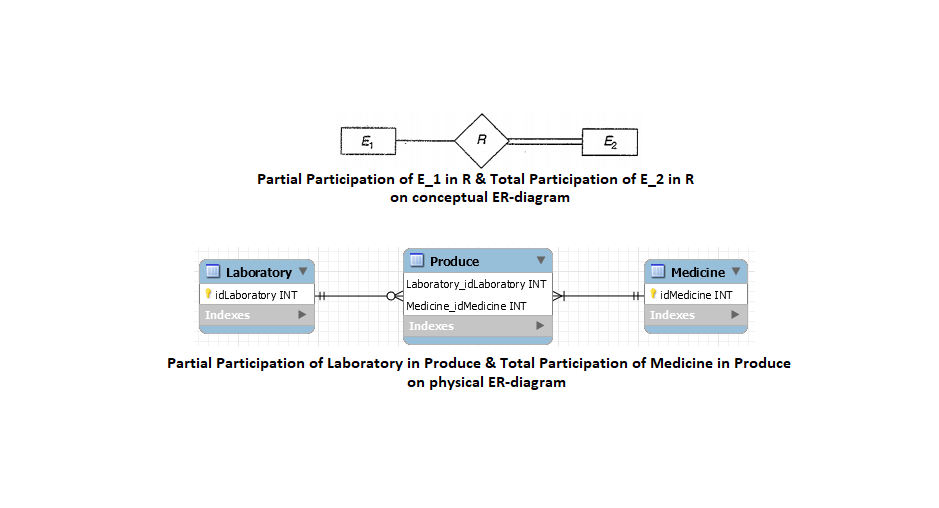 E₁ R E₂
Partial Participation of E_1 in R & Total Participation of E_2 in R
on conceptual ER-diagram
Laboratory Produce Medicine
idLaboratory INT Laboratory_idLaboratory INT idMedicine INT
Indexes Medicine_idMedicine INT Indexes
Indexes
Partial Participation of Laboratory in Produce & Total Participation of Medicine in Produce
on physical ER-diagram